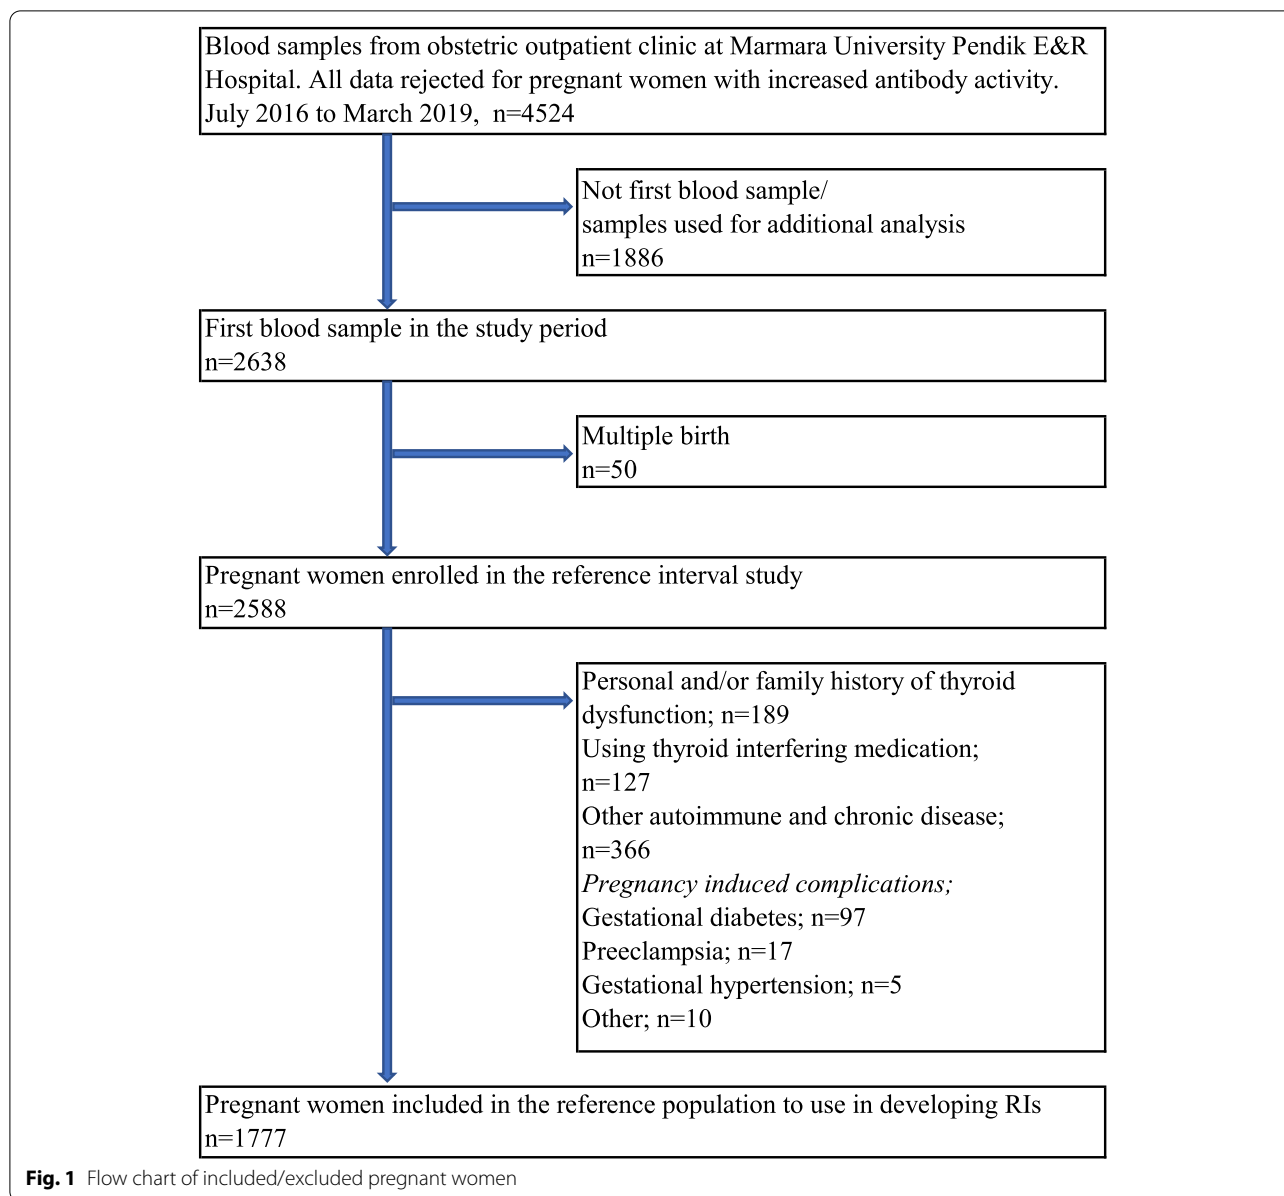 Blood samples from obstetric outpatient clinic at Marmara University Pendik E&R
Hospital. All data rejected for pregnant women with increased antibody activity.
July 2016 to March 2019, n=4524
Not first blood sample/
samples used for additional analysis
n=1886
First blood sample in the study period
n=2638
Multiple birth
n=50
Pregnant women enrolled in the reference interval study
n=2588
Personal and/or family history of thyroid
dysfunction; n=189
Using thyroid interfering medication;
n=127
Other autoimmune and chronic disease;
n=366
Pregnancy induced complications;
Gestational diabetes; n=97
Preeclampsia; n=17
Gestational hypertension; n=5
Other; n=10
Pregnant women included in the reference population to use in developing RIs
n=1777
Fig. 1 Flow chart of included/excluded pregnant women